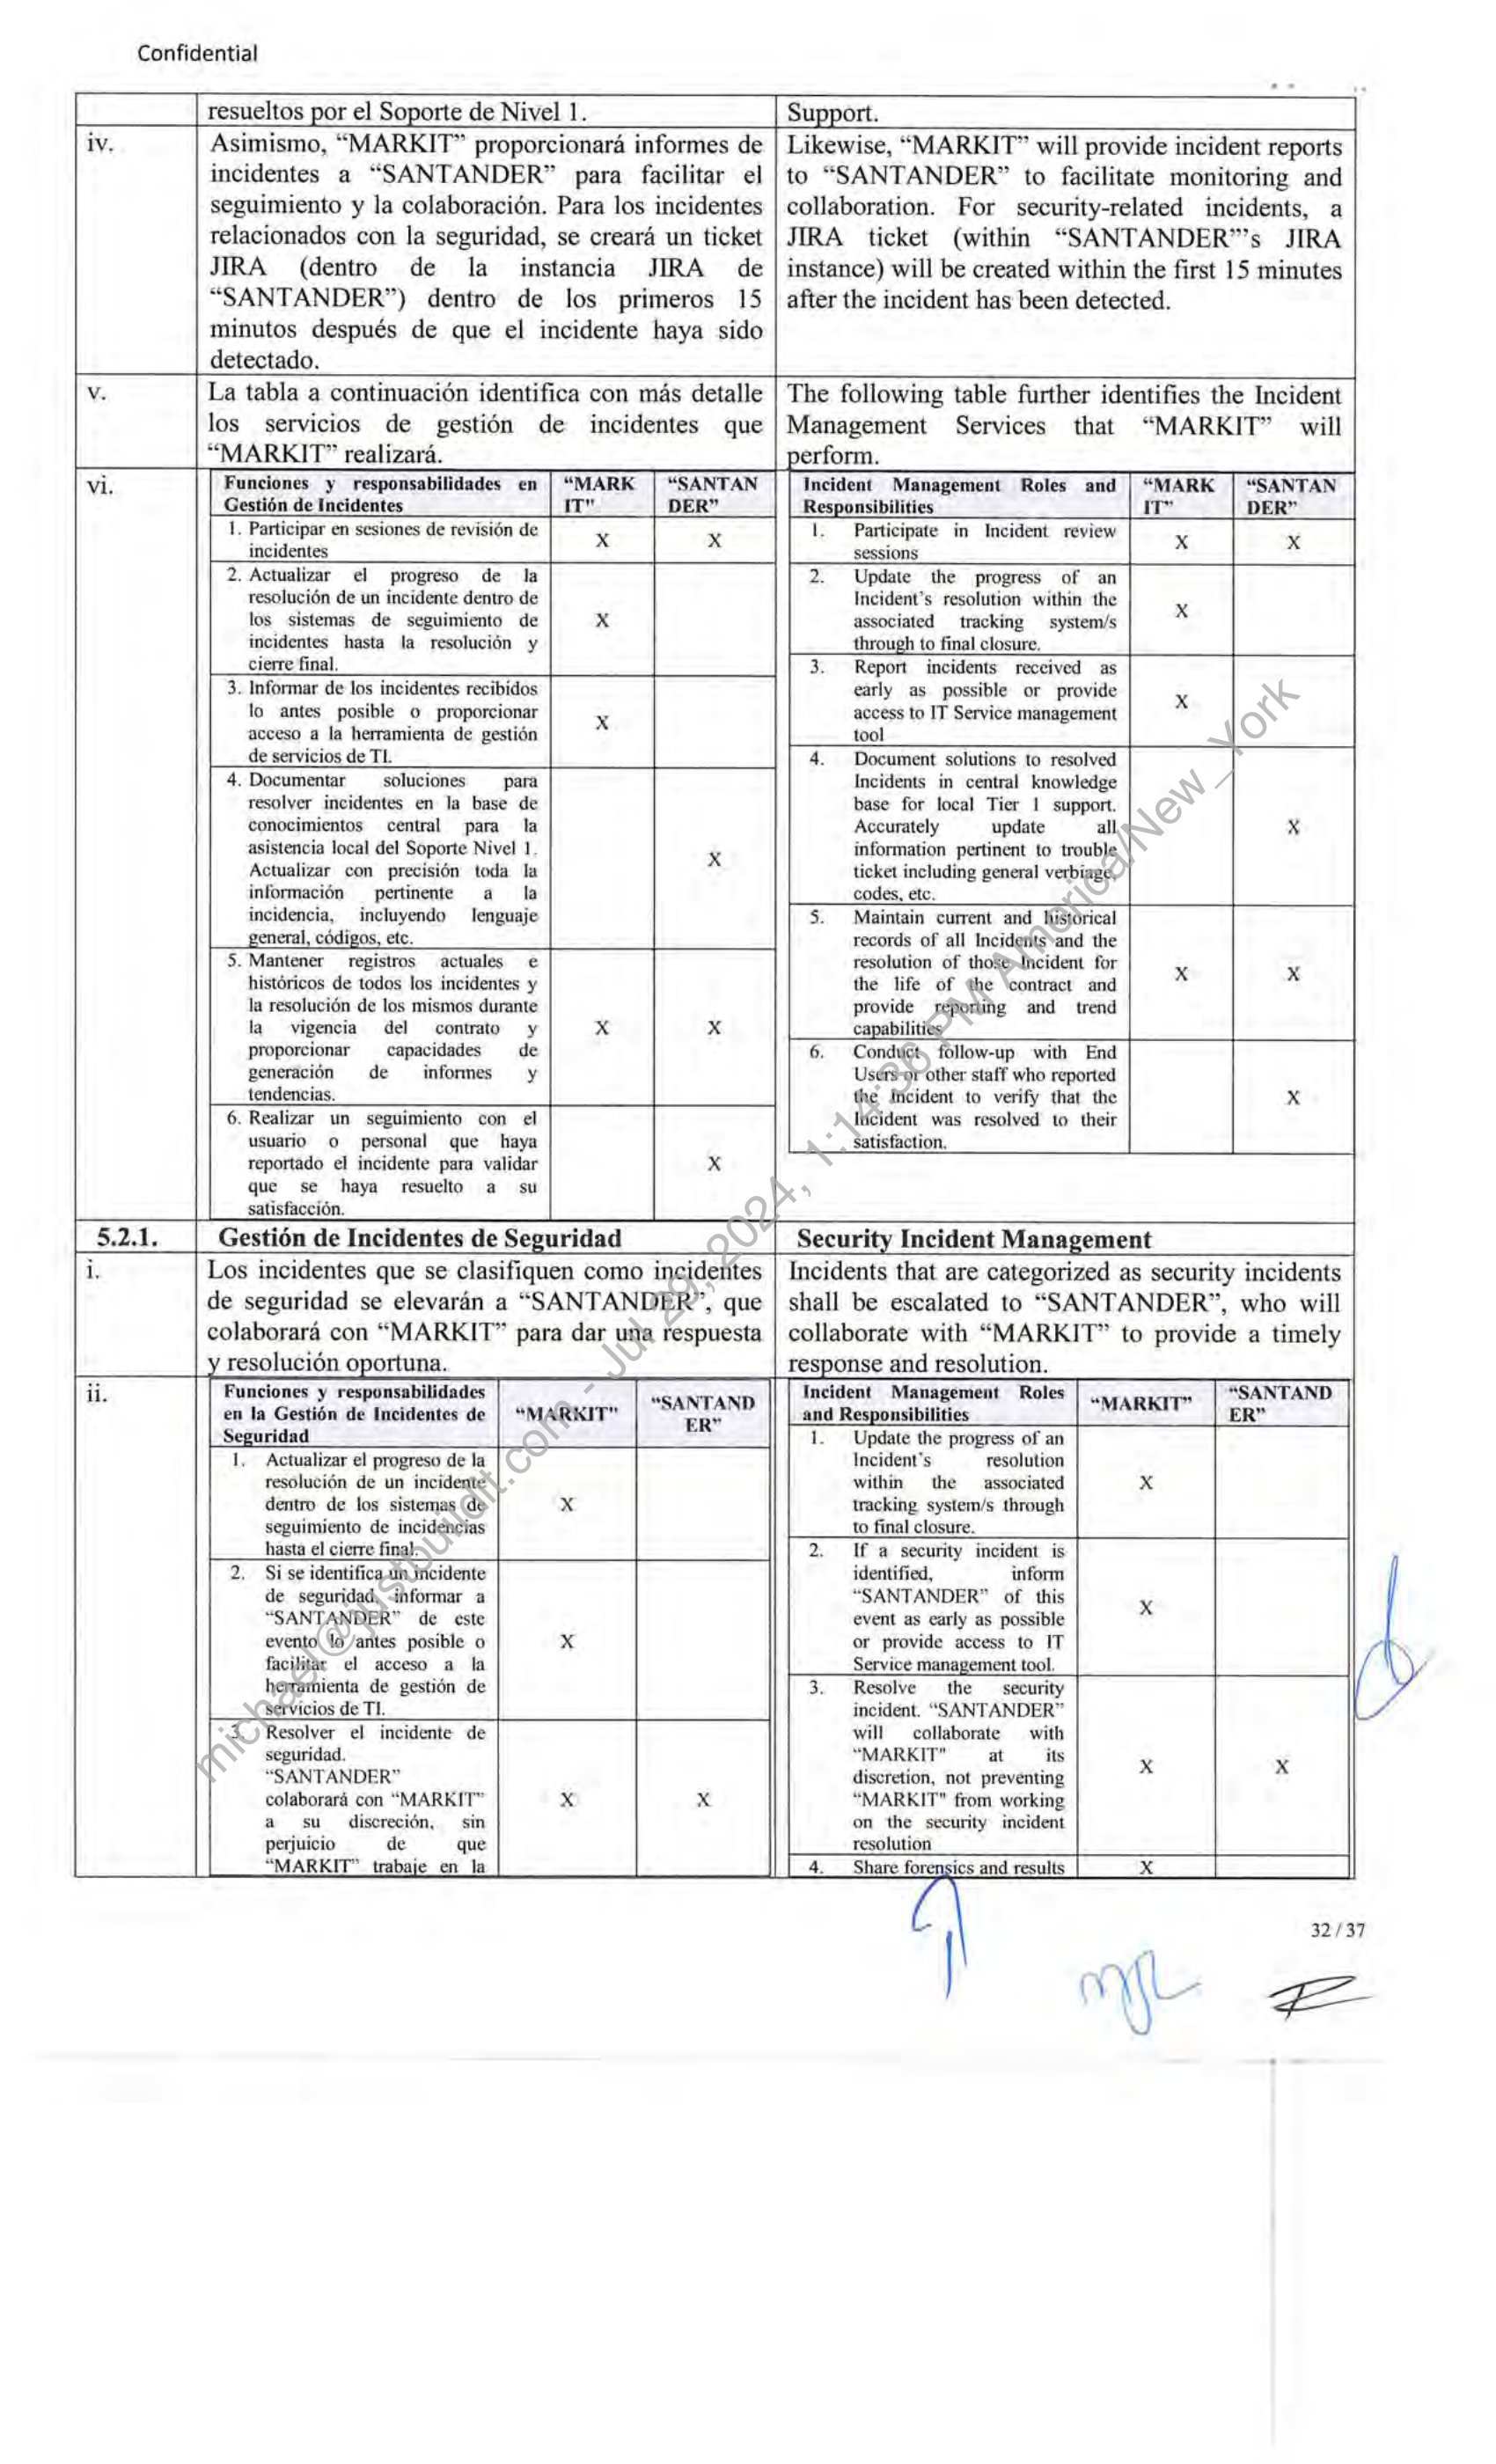 Confidential
resueltos por el Soporte de Nivel 1.
Support.
iv.
Asimismo, “MARKIT” proporcionará informes de
incidentes a “SANTANDER” para facilitar el
seguimiento y la colaboración. Para los incidentes
relacionados con la seguridad, se creará un ticket
JIRA (dentro de la instancia JIRA de
“SANTANDER”) dentro de los primeros 15
minutos después de que el incidente haya sido
detectado.
Likewise, “MARKIT” will provide incident reports
to “SANTANDER” to facilitate monitoring and
collaboration. For security-related incidents, a
JIRA ticket (within “SANTANDER”’s JIRA
instance) will be created within the first 15 minutes
after the incident has been detected.
v.
La tabla a continuación identifica con más detalle
los servicios de gestión de incidentes que
“MARKIT” realizará.
The following table further identifies the Incident
Management Services that “MARKIT” will
perform.
vi.
Funciones y responsabilidades en
Gestión de Incidentes
“MARK
IT”
“SANTAN
DER”
1. Participar en sesiones de revisión de
incidentes
X X
2. Actualizar el progreso de la
resolución de un incidente dentro de
los sistemas de seguimiento de
incidentes hasta la resolución y
cierre final.
X
3. Informar de los incidentes recibidos
lo antes posible o proporcionar
acceso a la herramienta de gestión
de servicios de TI.
X
4. Documentar soluciones para
resolver incidentes en la base de
conocimientos central para la
asistencia local del Soporte Nivel 1.
Actualizar con precisión toda la
información pertinente a la
incidencia, incluyendo lenguaje
general, códigos, etc.
X
5. Mantener registros actuales e
históricos de todos los incidentes y
la resolución de los mismos durante
la vigencia del contrato y
proporcionar capacidades de
generación de informes y
tendencias.
X X
6. Realizar un seguimiento con el
usuario o personal que haya
reportado el incidente para validar
que se haya resuelto a su
satisfacción.
X
Incident Management Roles and
Responsibilities
“MARK
IT”
“SANTAN
DER”
1. Participate in Incident review
sessions
X X
2. Update the progress of an
Incident’s resolution within the
associated tracking system/s
through to final closure.
X
3. Report incidents received as
early as possible or provide
access to IT Service management
tool
X
4. Document solutions to resolved
Incidents in central knowledge
base for local Tier 1 support.
Accurately update all
information pertinent to trouble
ticket including general verbiage,
codes, etc.
X
5. Maintain current and historical
records of all Incidents and the
resolution of those Incident for
the life of the contract and
provide reporting and trend
capabilities
X X
6. Conduct follow-up with End
Users or other staff who reported
the Incident to verify that the
Incident was resolved to their
satisfaction.
X
5.2.1.
Gestión de Incidentes de Seguridad
Security Incident Management
i.
Los incidentes que se clasifiquen como incidentes
de seguridad se elevarán a “SANTANDER”, que
colaborará con “MARKIT” para dar una respuesta
y resolución oportuna.
Incidents that are categorized as security incidents
shall be escalated to “SANTANDER”, who will
collaborate with “MARKIT” to provide a timely
response and resolution.
ii.
Funciones y responsabilidades
en la Gestión de Incidentes de
Seguridad
“MARKIT”
“SANTAND
ER”
1. Actualizar el progreso de la
resolución de un incidente
dentro de los sistemas de
seguimiento de incidencias
hasta el cierre final.
X
2. Si se identifica un incidente
de seguridad, informar a
“SANTANDER” de este
evento lo antes posible o
facilitar el acceso a la
herramienta de gestión de
servicios de TI.
X
3. Resolver el incidente de
seguridad.
“SANTANDER”
colaborará con “MARKIT”
a su discreción, sin
perjuicio de que
“MARKIT” trabaje en la
X X
Incident Management Roles
and Responsibilities
“MARKIT”
“SANTAND
ER”
1. Update the progress of an
Incident’s resolution
within the associated
tracking system/s through
to final closure.
X
2. If a security incident is
identified, inform
“SANTANDER” of this
event as early as possible
or provide access to IT
Service management tool.
X
3. Resolve the security
incident. “SANTANDER”
will collaborate with
“MARKIT” at its
discretion, not preventing
“MARKIT” from working
on the security incident
resolution
X X
4. Share forensics and results
X
32 / 37
michael@justbuildit.com - Jul 29, 2024, 1:14:36 PM America/New_York